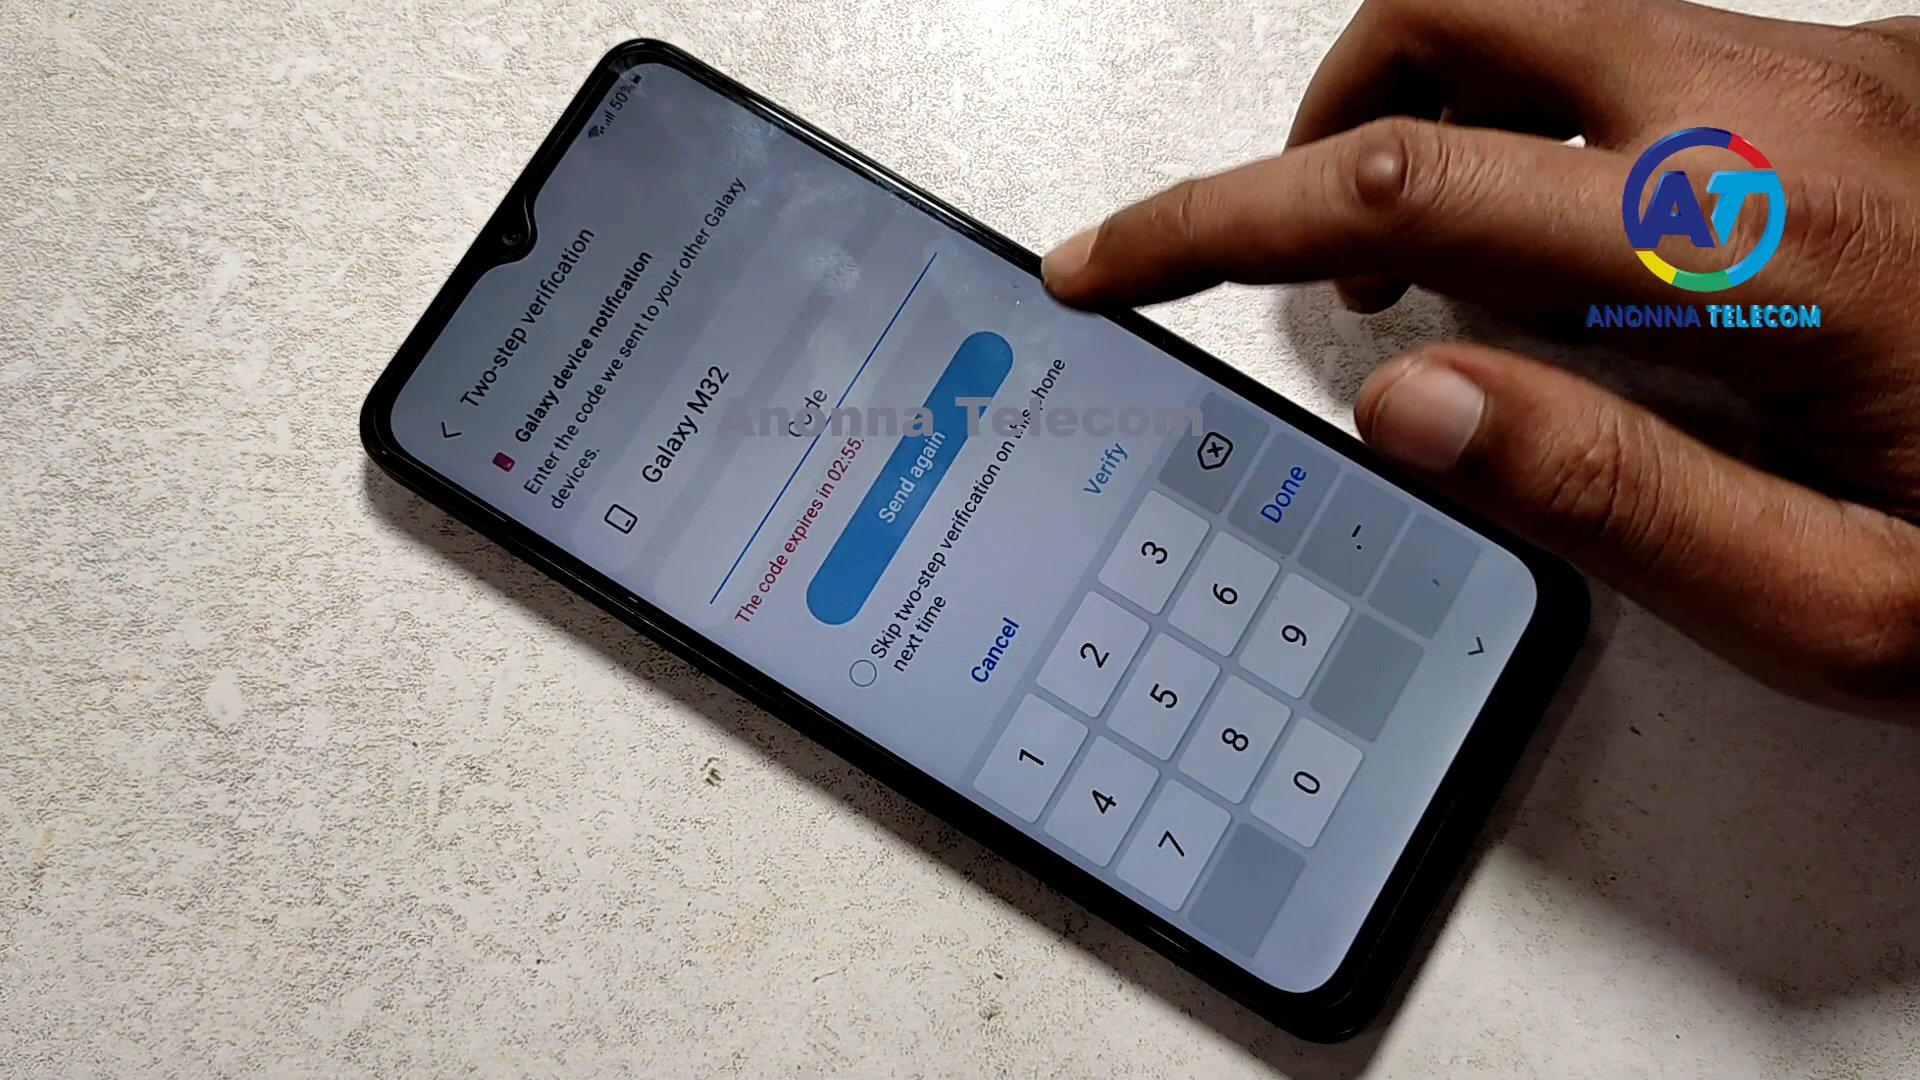 50%
Two-step verification
Galaxy device notification
Enter the code we sent to your other Galaxy
devices.
Galaxy M32
Code
The code expires in 02:55.
Send again
Skip two-step verification on this phone
next time
Cancel
Verify
1 2 3
4 5 6 Done
7 8 9 .-
0 ,
AT
ANONNA TELECOM
Anonna Telecom